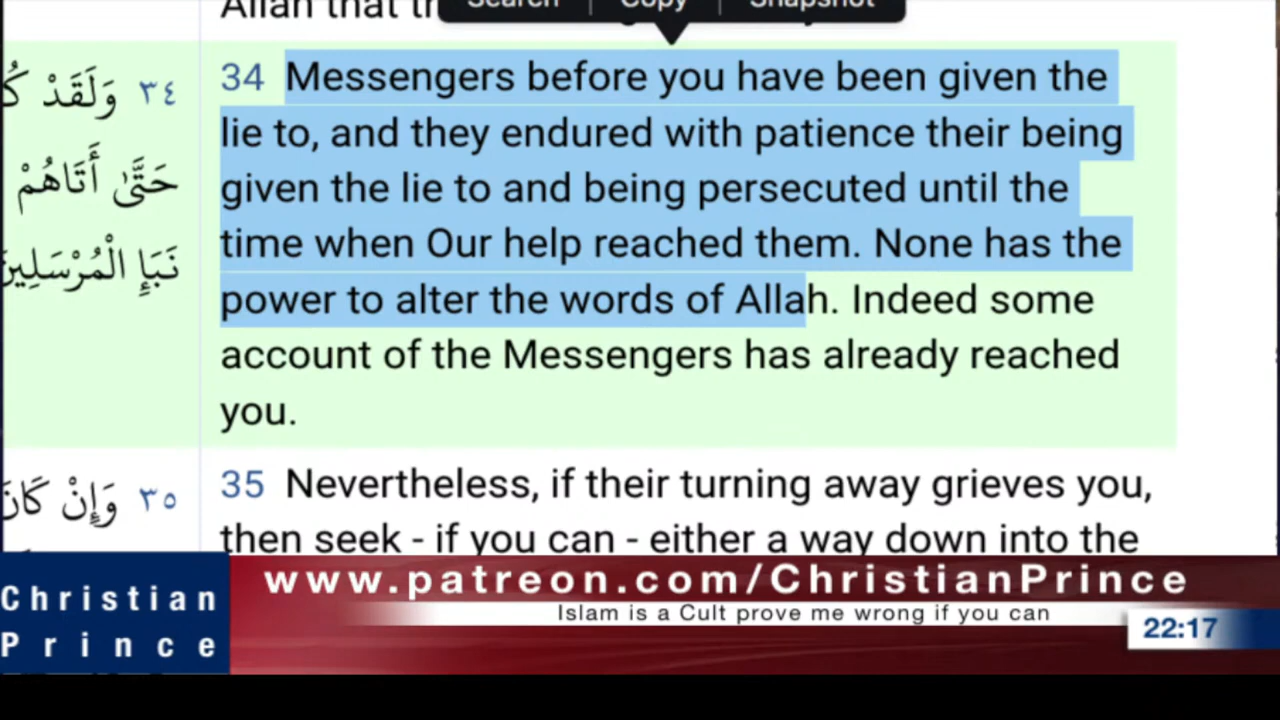 Search Copy Snapshot
Allah that
٣٤ وَلَقَدْ
34 Messengers before you have been given the
lie to, and they endured with patience their being
حَتَّىٰ أَتَاهُمْ
given the lie to and being persecuted until the
time when Our help reached them. None has the
نَبَإِ الْمُرْسَلِينَ
power to alter the words of Allah. Indeed some
account of the Messengers has already reached
you.
٣٥ وَإِنْ كَانَ
35 Nevertheless, if their turning away grieves you,
then seek - if you can - either a way down into the
www.patreon.com/ChristianPrince
Islam is a Cult prove me wrong if you can
Christian
Prince
22:17